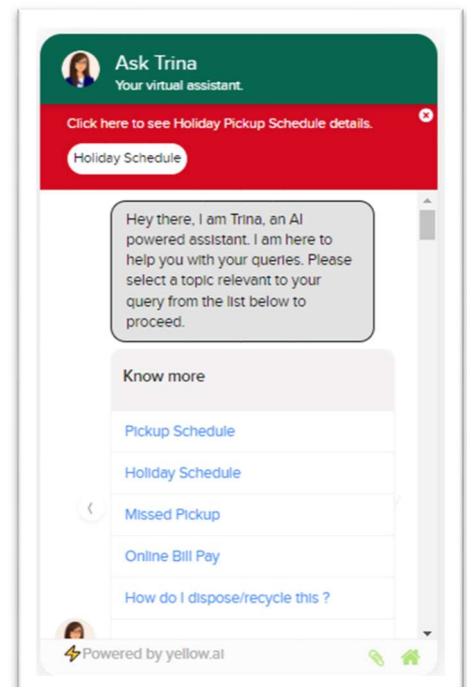 Ask Trina
Your virtual assistant.
Click here to see Holiday Pickup Schedule details.
Holiday Schedule
Hey there, I am Trina, an AI
powered assistant. I am here to
help you with your queries. Please
select a topic relevant to your
query from the list below to
proceed.
Know more
Pickup Schedule
Holiday Schedule
Missed Pickup
Online Bill Pay
How do I dispose/recycle this ?
Powered by yellow.ai